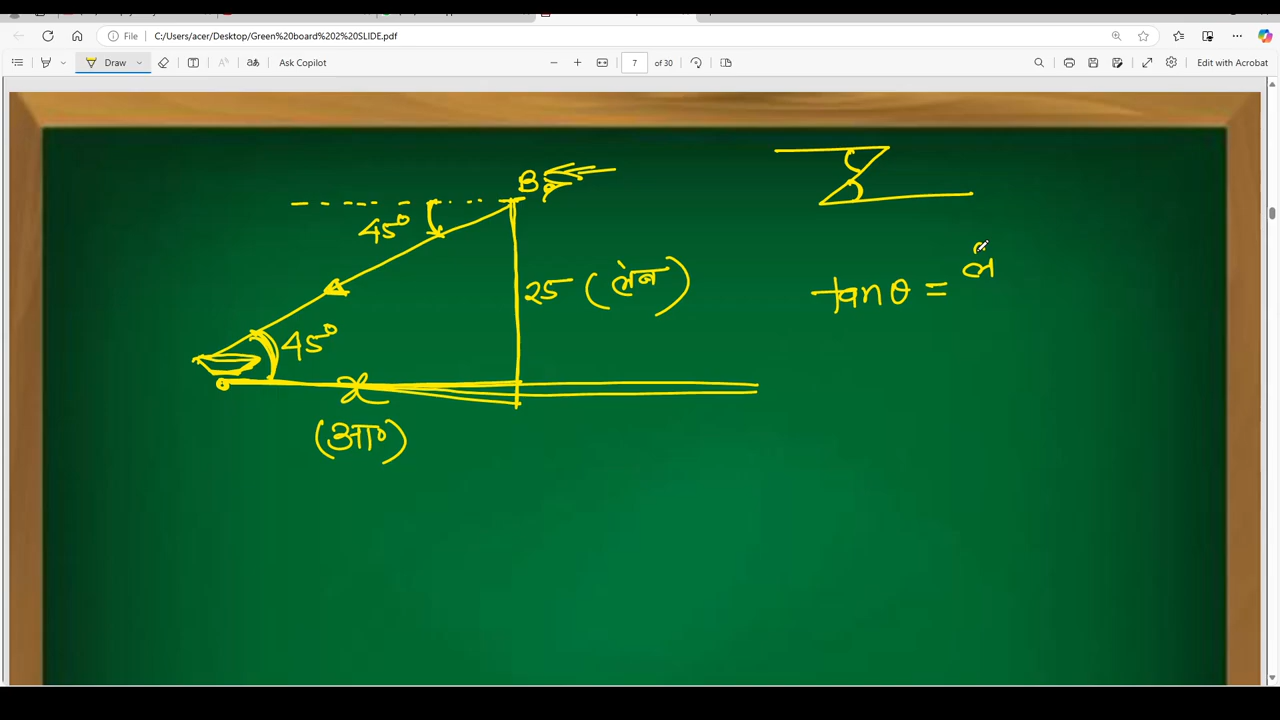 File C:/Users/acer/Desktop/Green%20board%202%20SLIDE.pdf
Draw Ask Copilot 7 of 30 Edit with Acrobat
B
45°
25 (लंब)
45°
x
(आ०)
tanθ = लं